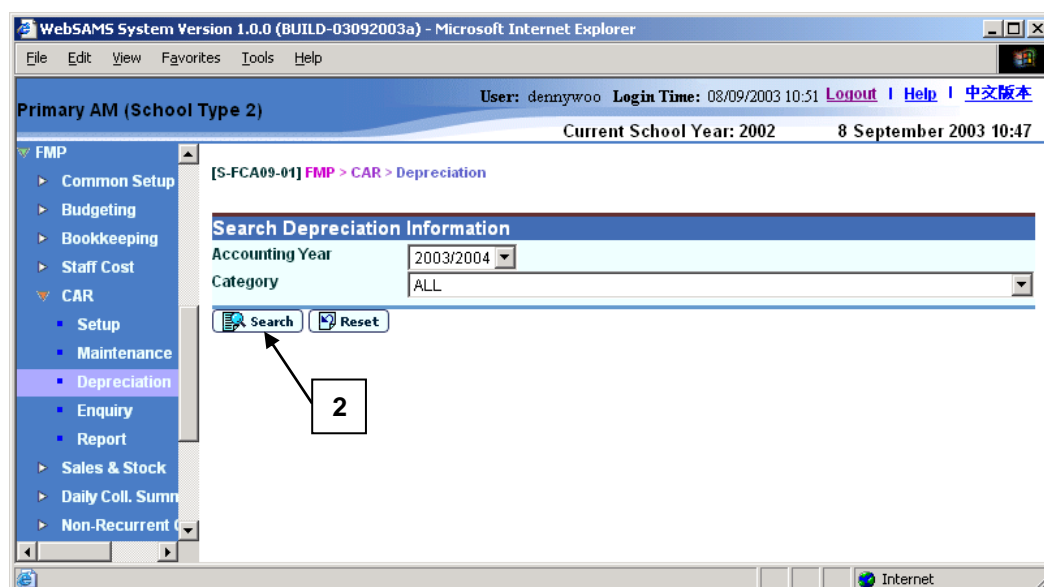 WebSAMS System Version 1.0.0 (BUILD-03092003a) - Microsoft Internet Explorer
File Edit View Favorites Tools Help
Primary AM (School Type 2)
User: dennywoo Login Time: 08/09/2003 10:51 Logout | Help | 中文版本
Current School Year: 2002 8 September 2003 10:47
FMP
Common Setup
Budgeting
Bookkeeping
Staff Cost
CAR
Setup
Maintenance
Depreciation
Enquiry
Report
Sales & Stock
Daily Coll. Summ
Non-Recurrent
[S-FCA09-01] FMP > CAR > Depreciation
Search Depreciation Information
Accounting Year 2003/2004
Category ALL
Search Reset
2
Internet